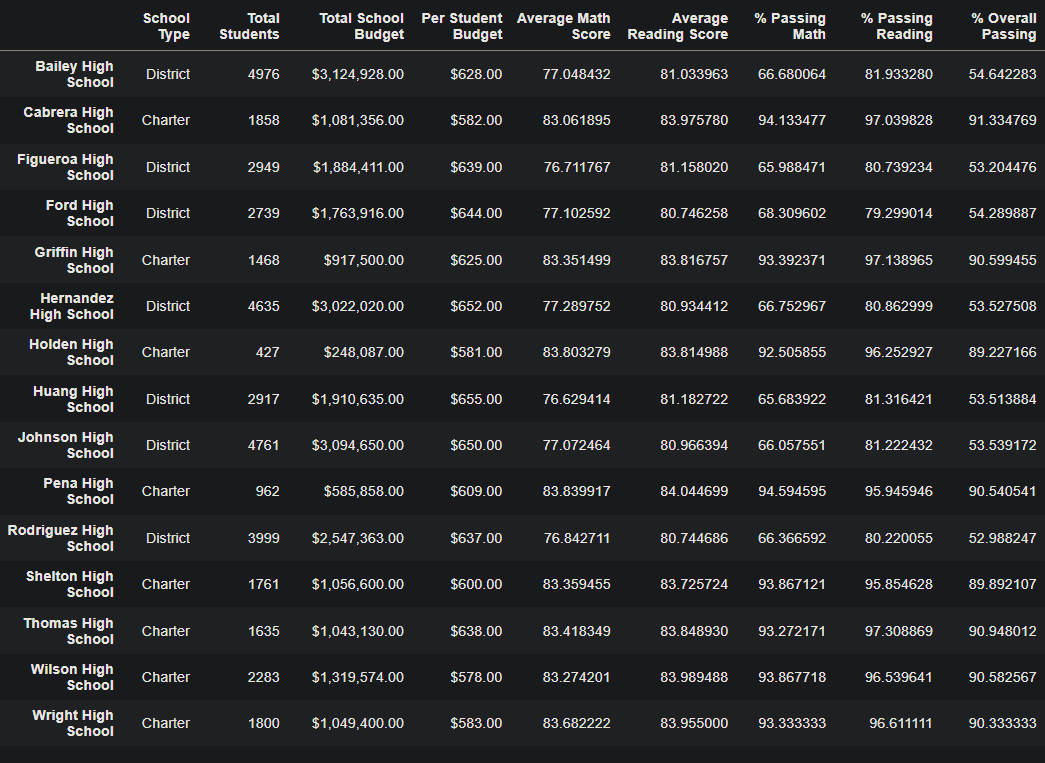 School Type Total Students Total School Budget Per Student Budget Average Math Score Average Reading Score % Passing Math % Passing Reading % Overall Passing
Bailey High School District 4976 $3,124,928.00 $628.00 77.048432 81.033963 66.680064 81.933280 54.642283
Cabrera High School Charter 1858 $1,081,356.00 $582.00 83.061895 83.975780 94.133477 97.039828 91.334769
Figueroa High School District 2949 $1,884,411.00 $639.00 76.711767 81.158020 65.988471 80.739234 53.204476
Ford High School District 2739 $1,763,916.00 $644.00 77.102592 80.746258 68.309602 79.299014 54.289887
Griffin High School Charter 1468 $917,500.00 $625.00 83.351499 83.816757 93.392371 97.138965 90.599455
Hernandez High School District 4635 $3,022,020.00 $652.00 77.289752 80.934412 66.752967 80.862999 53.527508
Holden High School Charter 427 $248,087.00 $581.00 83.803279 83.814988 92.505855 96.252927 89.227166
Huang High School District 2917 $1,910,635.00 $655.00 76.629414 81.182722 65.683922 81.316421 53.513884
Johnson High School District 4761 $3,094,650.00 $650.00 77.072464 80.966394 66.057551 81.222432 53.539172
Pena High School Charter 962 $585,858.00 $609.00 83.839917 84.044699 94.594595 95.945946 90.540541
Rodriguez High School District 3999 $2,547,363.00 $637.00 76.842711 80.744686 66.366592 80.220055 52.988247
Shelton High School Charter 1761 $1,056,600.00 $600.00 83.359455 83.725724 93.867121 95.854628 89.892107
Thomas High School Charter 1635 $1,043,130.00 $638.00 83.418349 83.848930 93.272171 97.308869 90.948012
Wilson High School Charter 2283 $1,319,574.00 $578.00 83.274201 83.989488 93.867718 96.539641 90.582567
Wright High School Charter 1800 $1,049,400.00 $583.00 83.682222 83.955000 93.333333 96.611111 90.333333